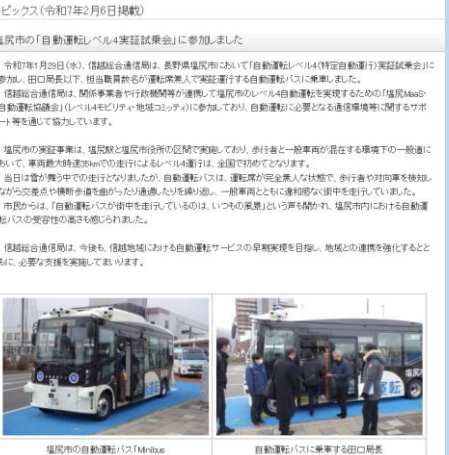 ピックス(令和7年2月6日掲載)
塩尻市の「自動運転レベル4実証試乗会」に参加しました
令和7年1月29日(水)、信越総合通信局は、長野県塩尻市において「自動運転レベル4(特定自動運行)実証試乗会」に
参加し、田口局長以下、担当職員数名が運転席無人で実証運行する自動運転バスに乗車しました。
信越総合通信局は、関係事業者や行政機関等が連携して塩尻市のレベル4自動運転を実現するための「塩尻MaaS・
自動運転協議会」(レベル4モビリティ・地域コミッティ)に参加しており、自動運転に必要となる通信環境等に関するサポ
ート等を通じて協力しています。
塩尻市の実証事業は、塩尻駅と塩尻市役所の区間で実施しており、歩行者と一般車両が混在する環境下の一般道に
おいて、車両最大時速35kmでの走行によるレベル4運行は、全国で初めてとなります。
当日は雪が舞う中での走行となりましたが、自動運転バスは、運転席が完全無人な状態で、歩行者や対向車を検知し
ながら交差点や横断歩道を曲がったり通過したりを繰り返し、一般車両とともに違和感なく街中を走行していました。
市民からは、「自動運転バスが街中を走行しているのは、いつもの風景」という声も聞かれ、塩尻市内における自動運
転バスの受容性の高さも感じられました。
信越総合通信局は、今後も、信越地域における自動運転サービスの早期実現を目指し、地域との連携を強化するとと
もに、必要な支援を実施してまいります。
塩尻市の自動運転バス「Minibus
自動運転バスに乗車する田口局長